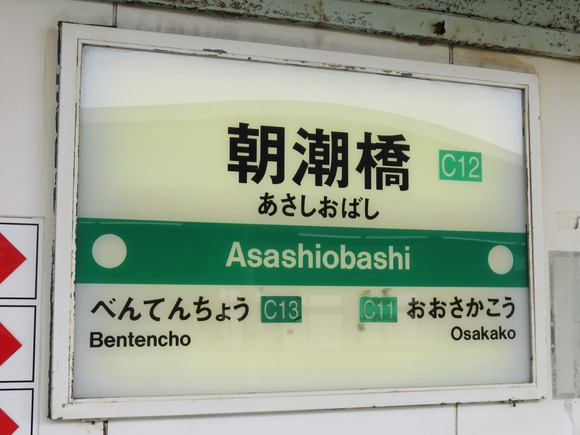 朝潮橋 C12
あさしおばし
Asashiobashi
べんてんちょう C13 C11 おおさかこう
Bentencho Osakako